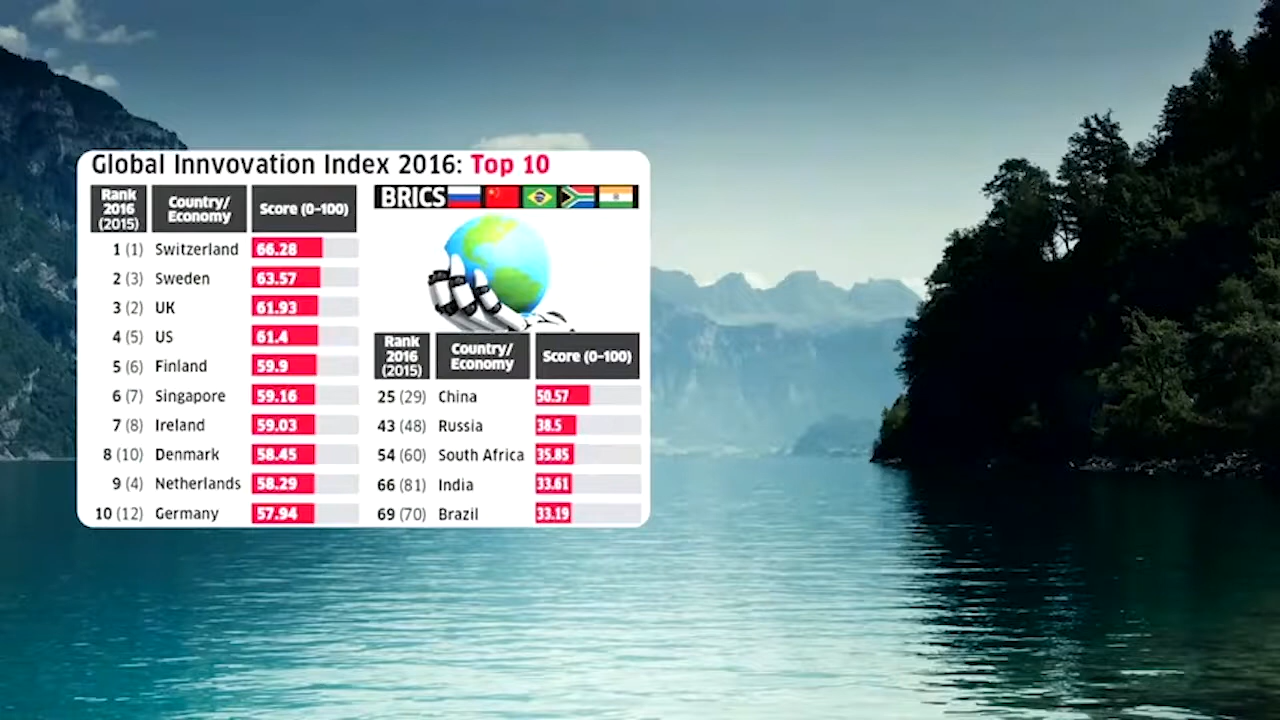 Global Innvovation Index 2016: Top 10
Rank 2016 (2015) Country/Economy Score (0-100)
1 (1) Switzerland 66.28
2 (3) Sweden 63.57
3 (2) UK 61.93
4 (5) US 61.4
5 (6) Finland 59.9
6 (7) Singapore 59.16
7 (8) Ireland 59.03
8 (10) Denmark 58.45
9 (4) Netherlands 58.29
10 (12) Germany 57.94
BRICS
Rank 2016 (2015) Country/Economy Score (0-100)
25 (29) China 50.57
43 (48) Russia 38.5
54 (60) South Africa 35.85
66 (81) India 33.61
69 (70) Brazil 33.19